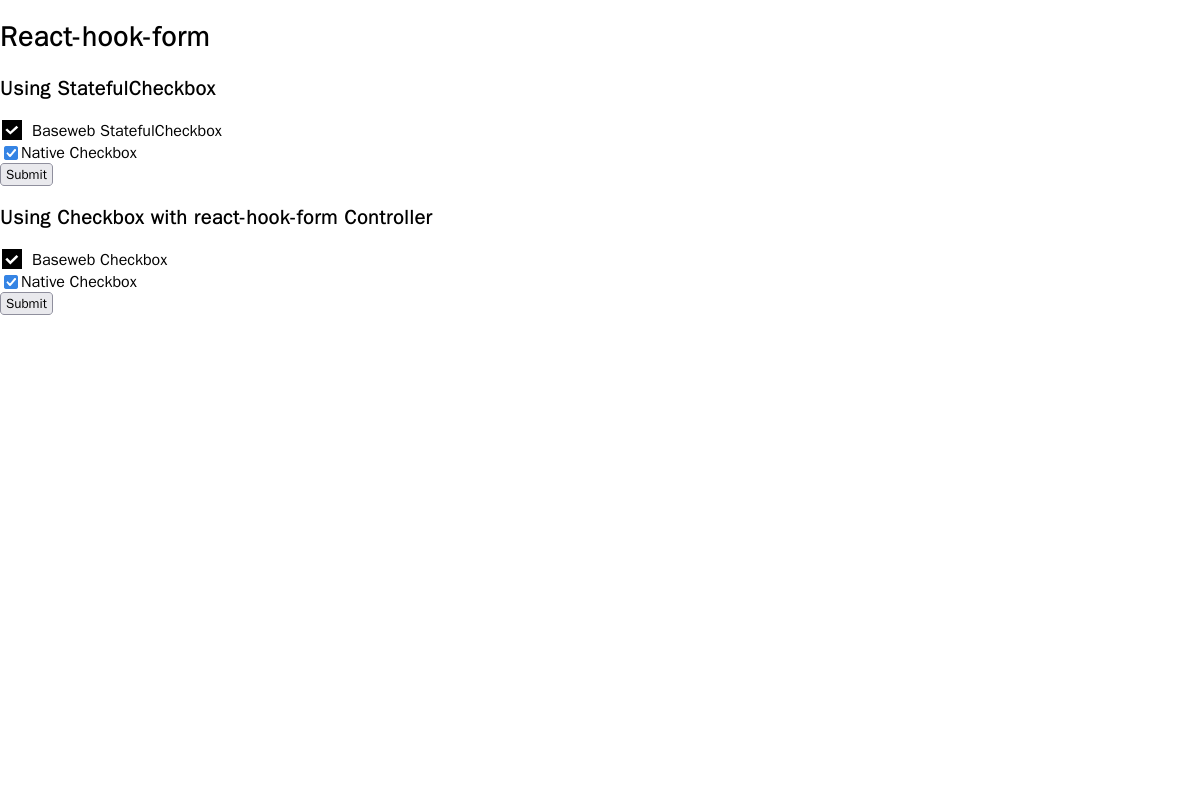 React-hook-form
Using StatefulCheckbox
Baseweb StatefulCheckbox
Native Checkbox
Submit
Using Checkbox with react-hook-form Controller
Baseweb Checkbox
Native Checkbox
Submit